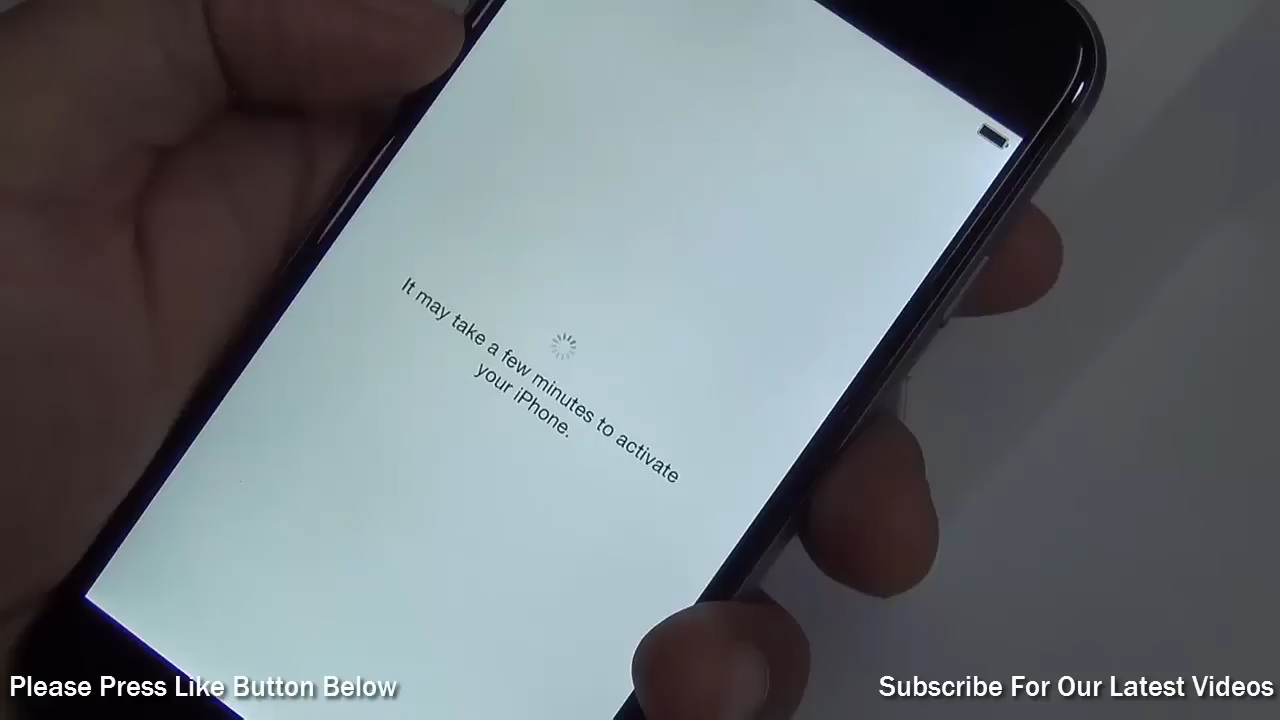 It may take a few minutes to activate
your iPhone.
Please Press Like Button Below
Subscribe For Our Latest Videos